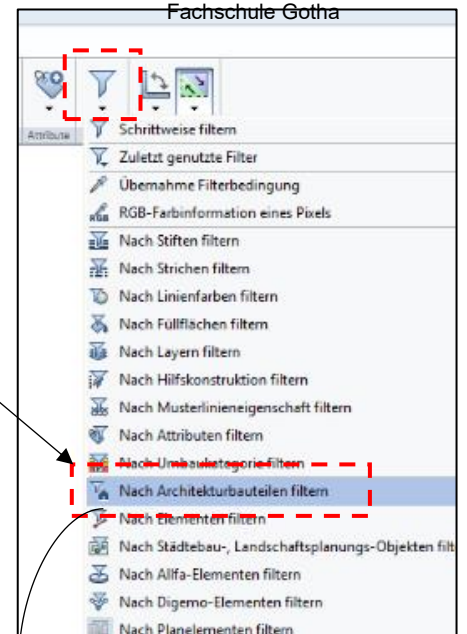 Fachschule Gotha
Attribute
Schrittweise filtern
Zuletzt genutzte Filter
Übernahme Filterbedingung
RGB
RGB-Farbinformation eines Pixels
Nach Stiften filtern
Nach Strichen filtern
Nach Linienfarben filtern
Nach Füllflächen filtern
Nach Layern filtern
Nach Hilfskonstruktion filtern
Nach Musterlinieneigenschaft filtern
Nach Attributen filtern
Nach Umbaukategorie filtern
Nach Architekturbauteilen filtern
Nach Elementen filtern
Nach Städtebau-, Landschaftsplanungs-Objekten filt
Nach Allfa-Elementen filtern
Nach Digemo-Elementen filtern
Nach Planelementen filtern